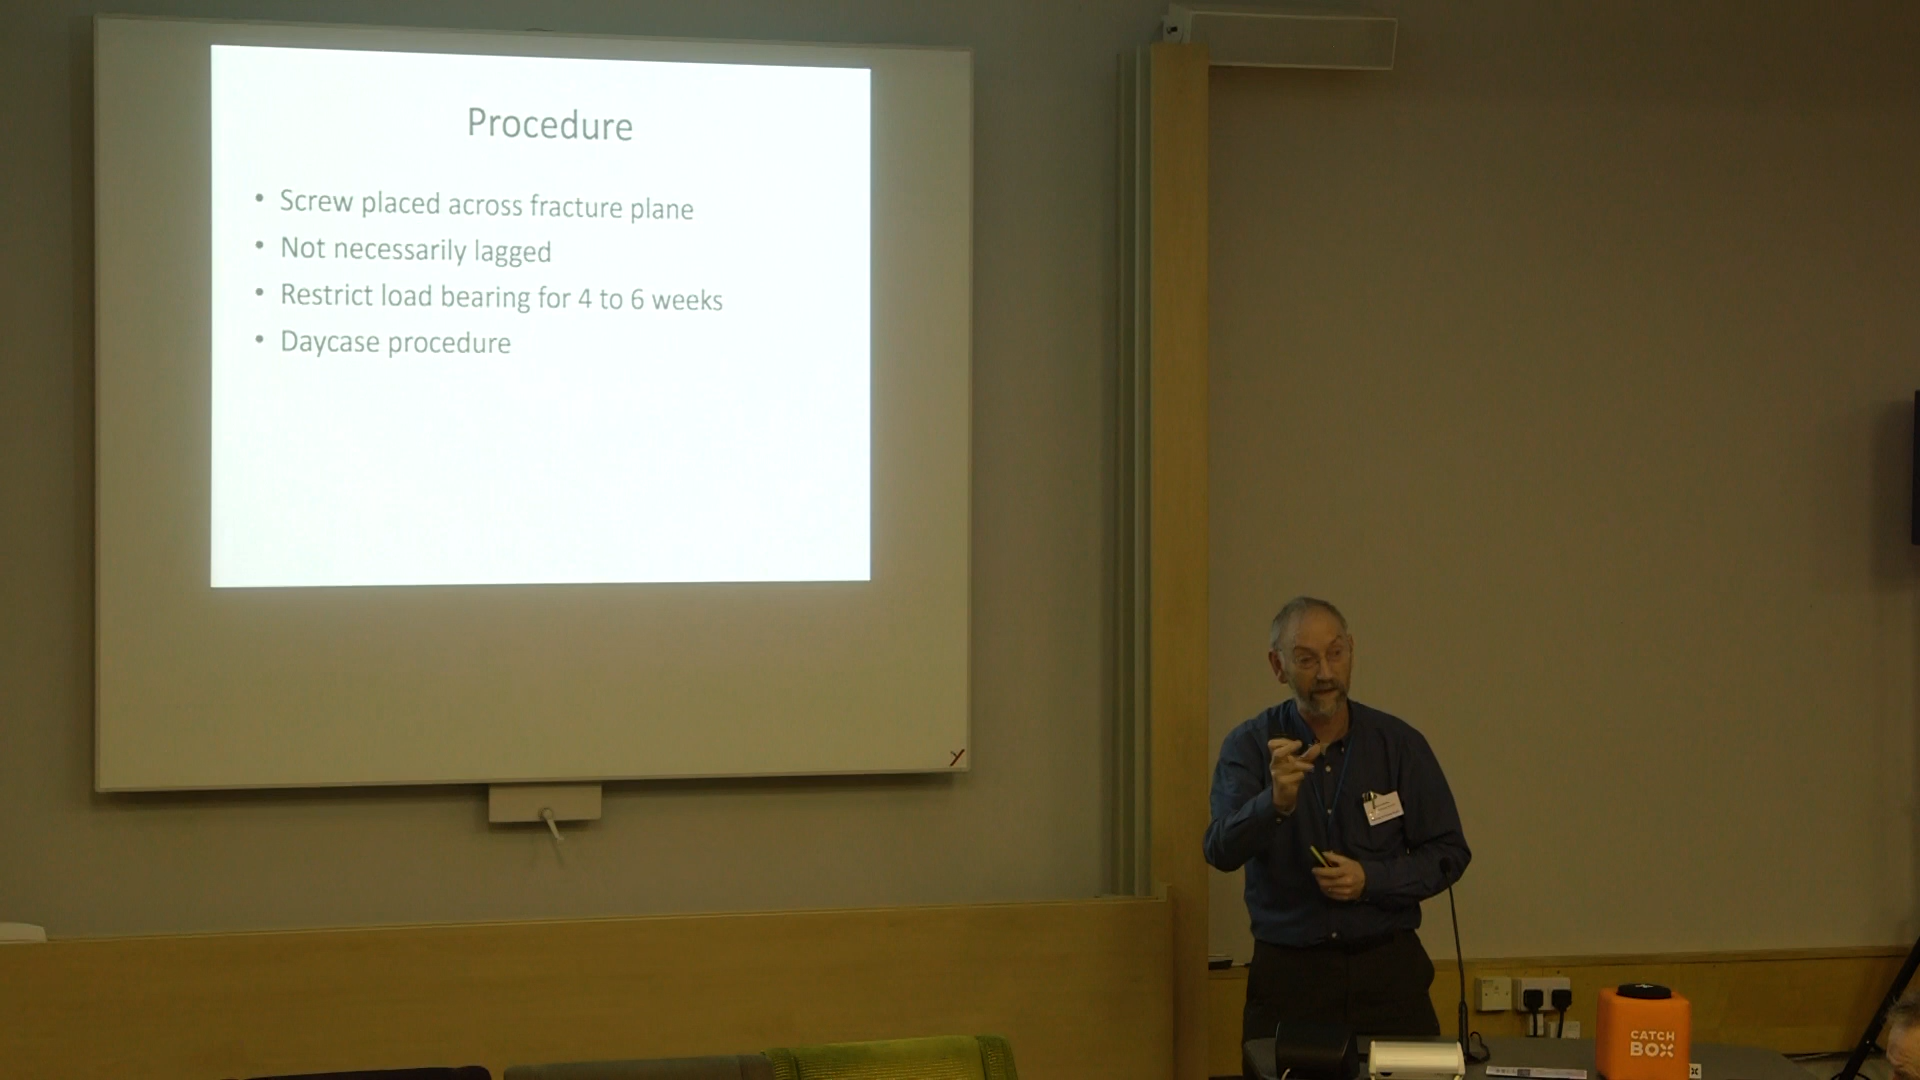 Procedure
• Screw placed across fracture plane
• Not necessarily lagged
• Restrict load bearing for 4 to 6 weeks
• Daycase procedure
CATCH
BOX